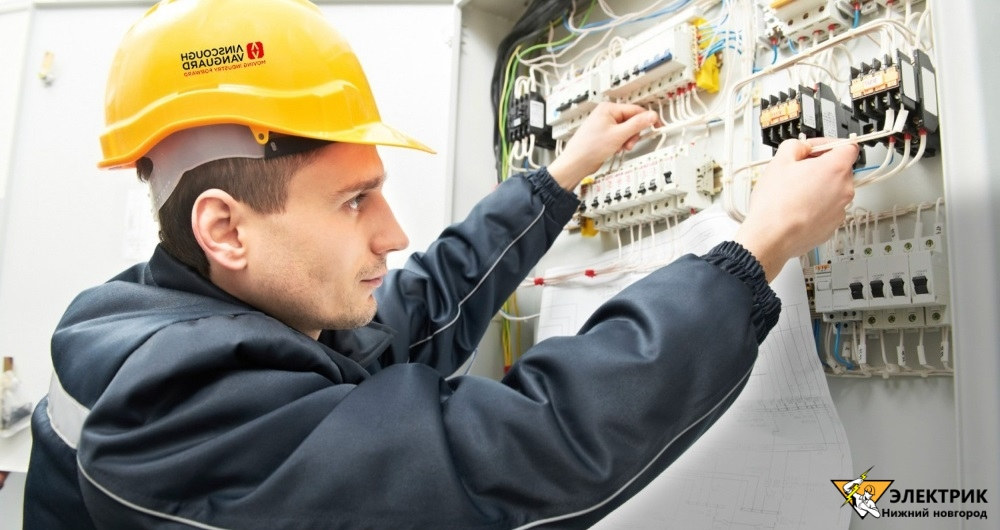 AINSCOUGH
VANGUARD
MOVING INDUSTRY FORWARD
ЭЛЕКТРИК
Нижний новгород